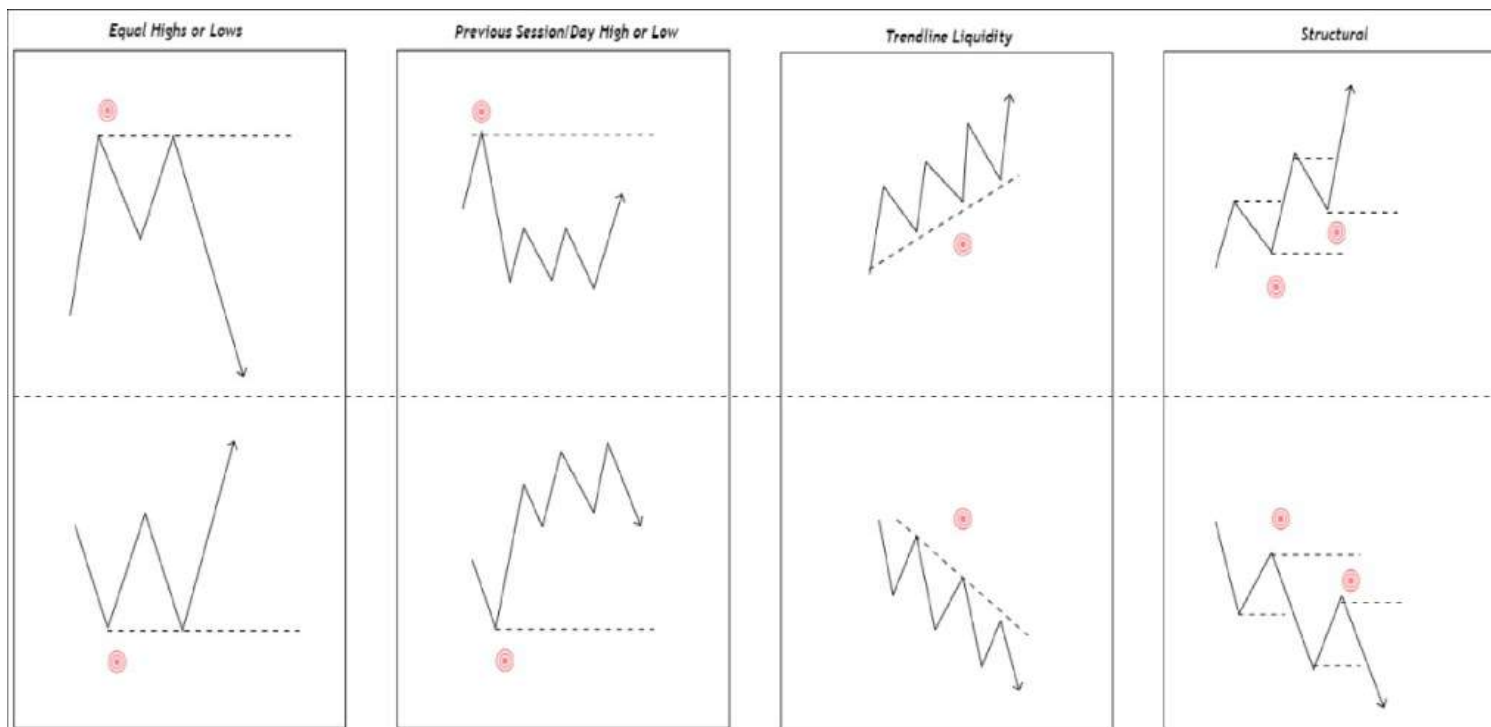 Equal Highs or Lows
Previous Session/Day High or Low
Trendline Liquidity
Structural